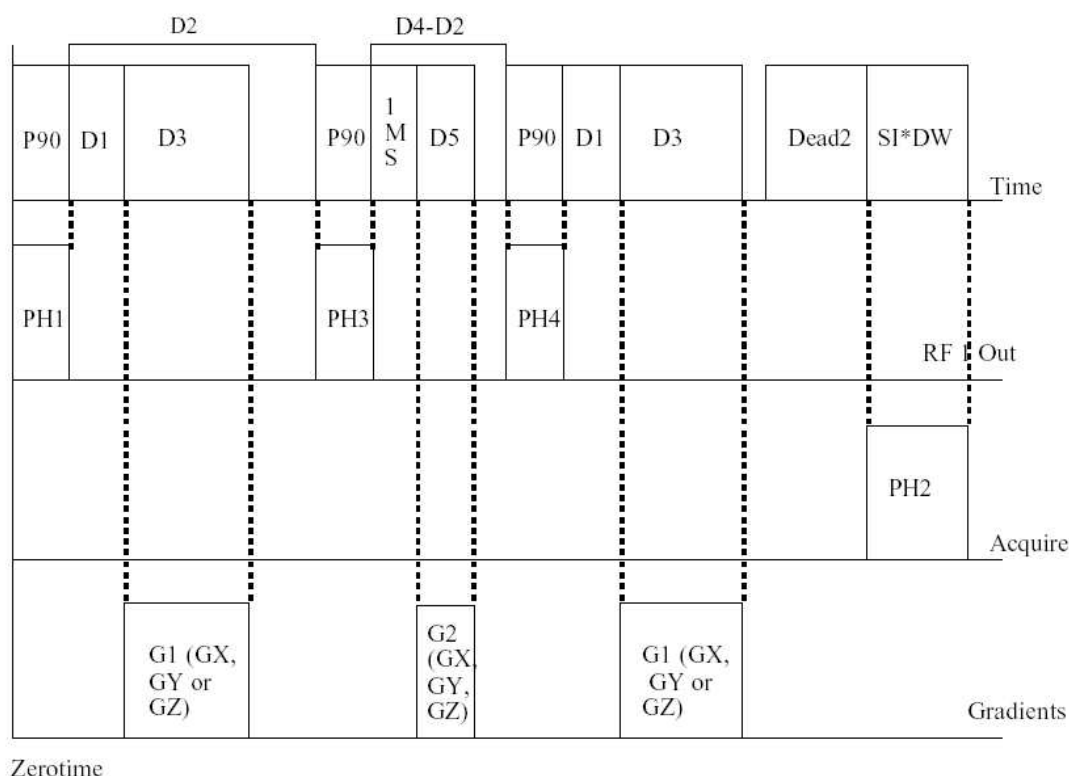 D2
D4-D2
P90
D1
D3
P90
1
M
S
D5
P90
D1
D3
Dead2
SI*DW
Time
PH1
PH3
PH4
RF 1 Out
PH2
Acquire
G1 (GX,
GY or
GZ)
G2
(GX,
GY,
GZ)
G1 (GX,
GY or
GZ)
Gradients
Zerotime